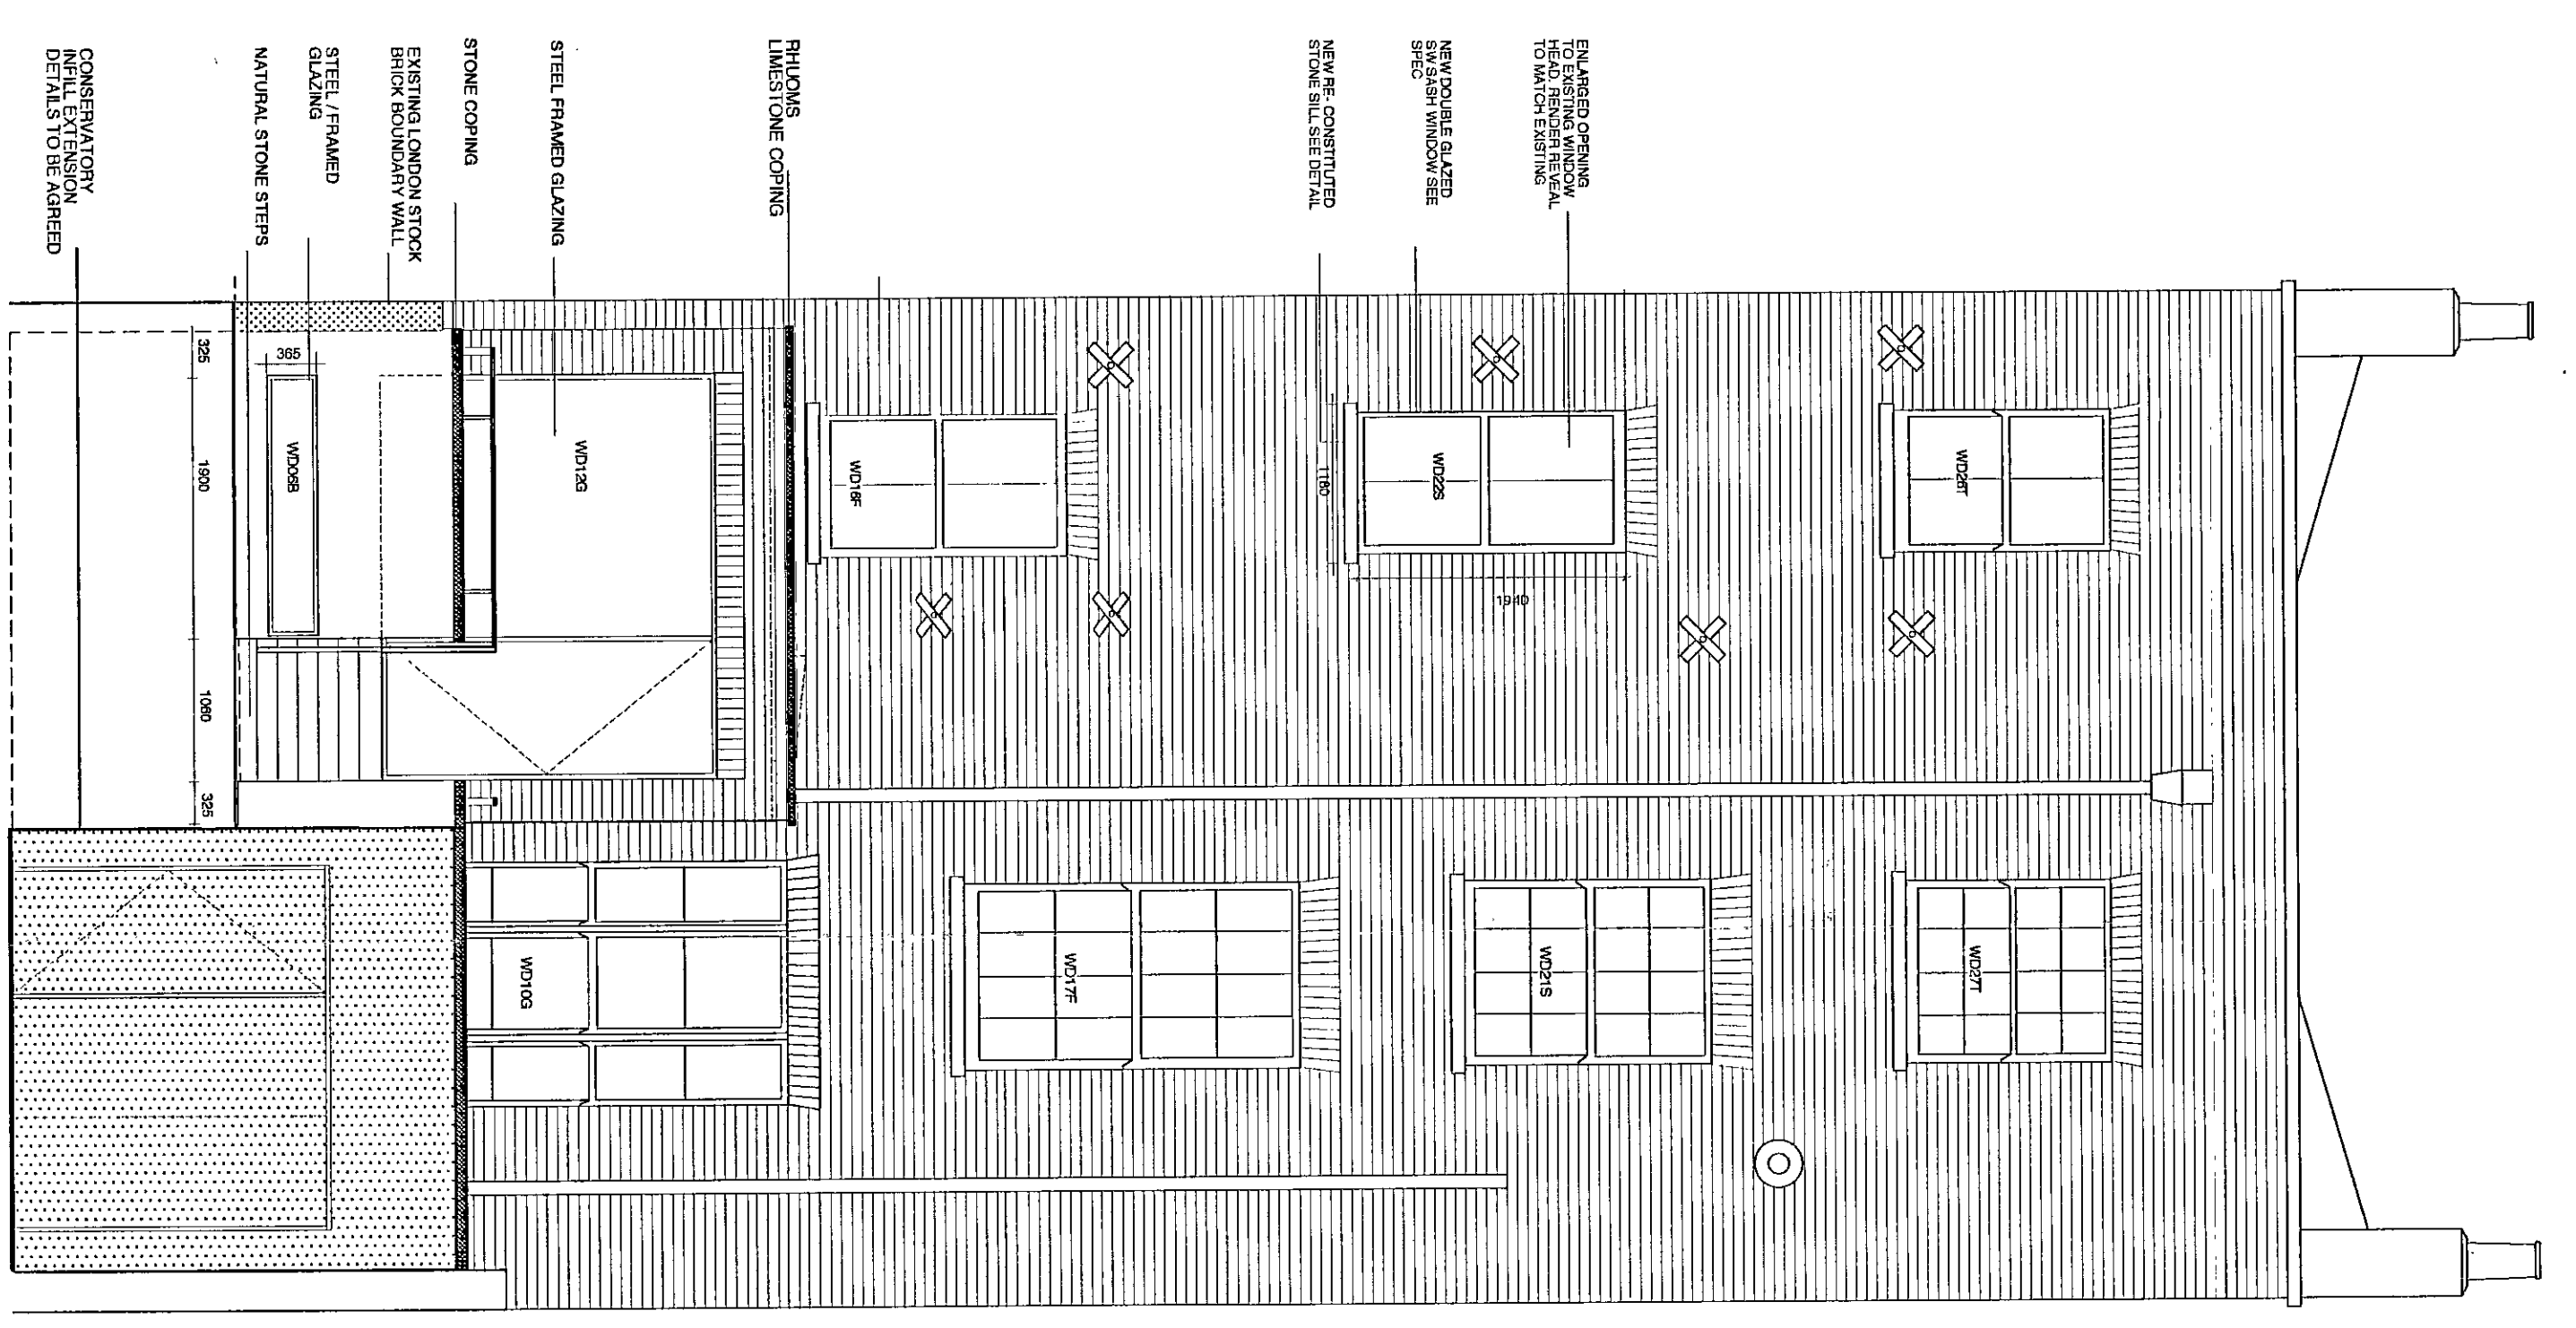 ENLARGED OPENING
TO EXISTING WINDOW
HEAD. RENDER REVEAL
TO MATCH EXISTING
NEW DOUBLE GLAZED
SW SASH WINDOW SEE
SPEC
NEW RE- CONSTITUTED
STONE SILL SEE DETAIL
RHUOMS
LIMESTONE COPING
STEEL FRAMED GLAZING
STONE COPING
EXISTING LONDON STOCK
BRICK BOUNDARY WALL
STEEL / FRAMED
GLAZING
NATURAL STONE STEPS
CONSERVATORY
INFILL EXTENSION
DETAILS TO BE AGREED
WD26T
WD27T
WD22S
1940
1180
WD21S
WD16F
WD17F
WD12G
WD10G
WD06B
365
325
1900
1060
325